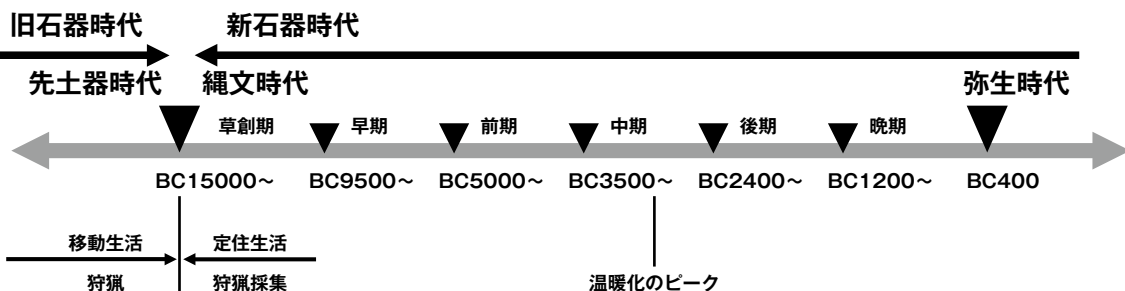 旧石器時代 新石器時代
先土器時代 縄文時代 弥生時代
草創期 早期 前期 中期 後期 晩期
BC15000〜 BC9500〜 BC5000〜 BC3500〜 BC2400〜 BC1200〜 BC400
移動生活 定住生活
狩猟 狩猟採集 温暖化のピーク